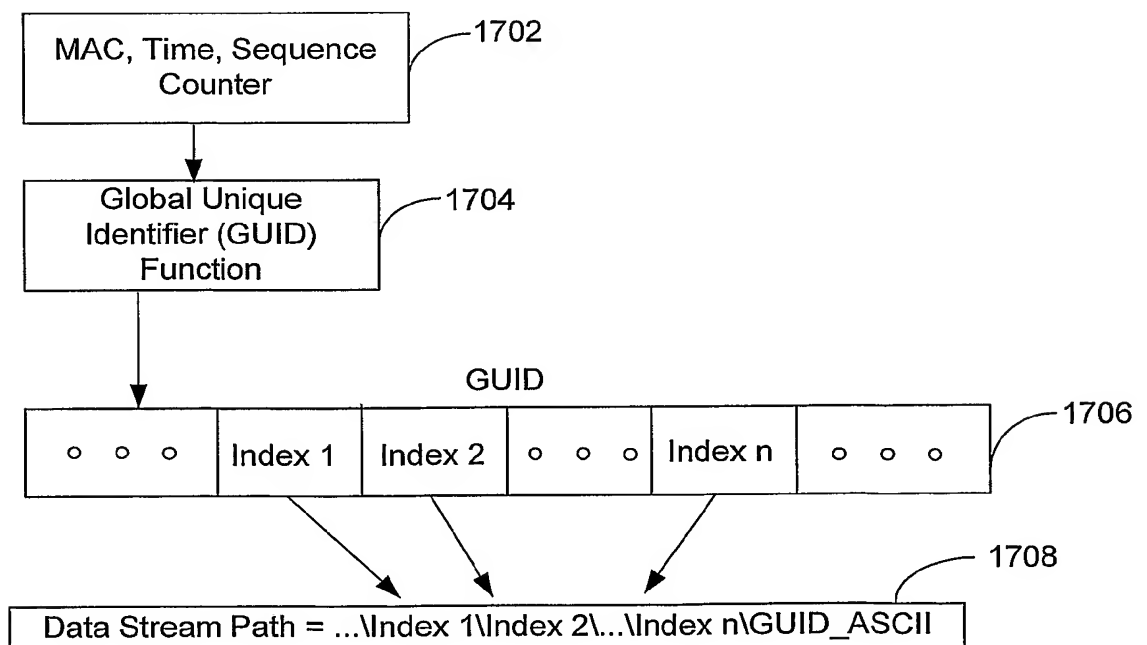 MAC, Time, Sequence
Counter
1702
Global Unique
Identifier (GUID)
Function
1704
GUID
o o o
Index 1
Index 2
o o o
Index n
o o o
1706
1708
Data Stream Path = ...\Index 1\Index 2\...\Index n\GUID_ASCII